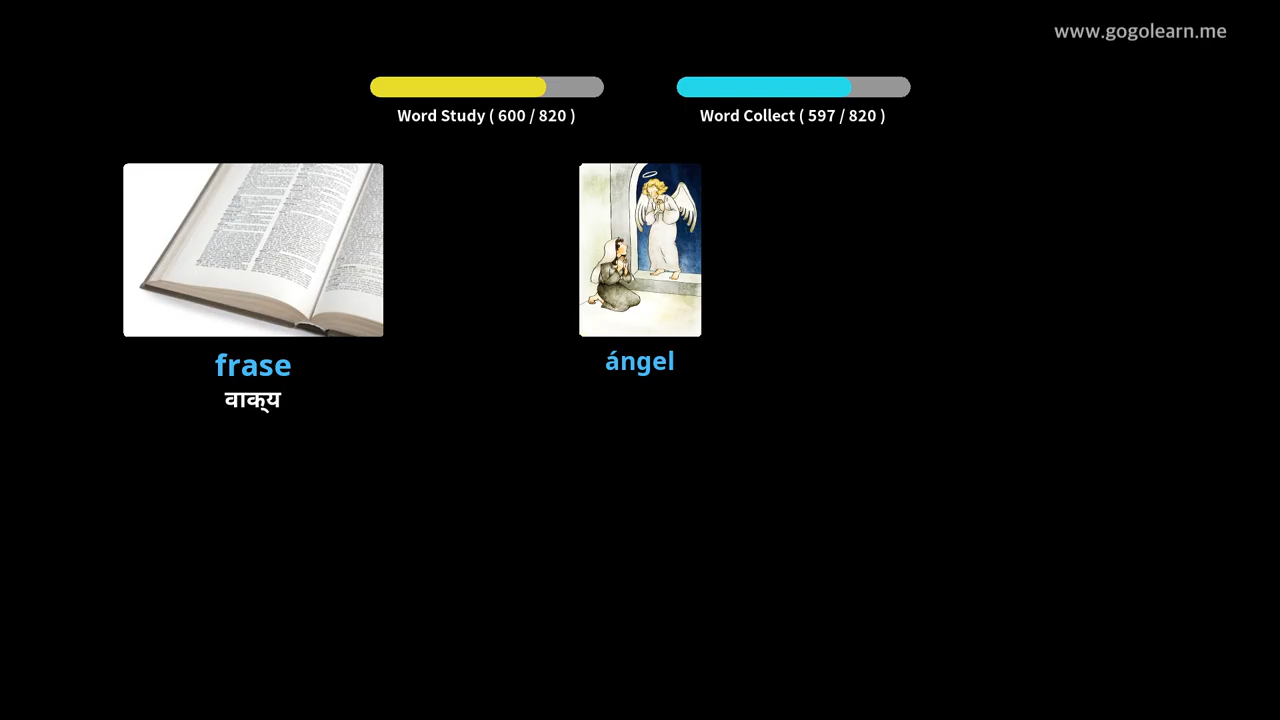 www.gogolearn.me
Word Study ( 600 / 820 )
Word Collect ( 597 / 820 )
frase
वाक्य
ángel